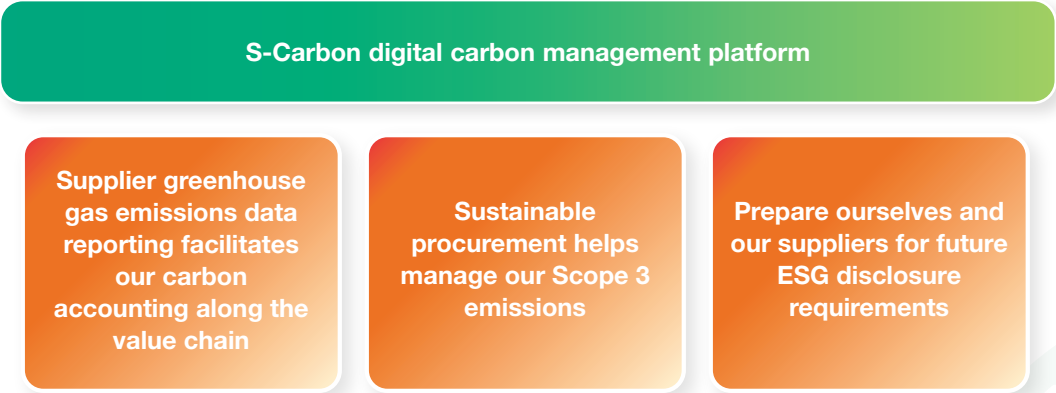 S-Carbon digital carbon management platform
Supplier greenhouse
gas emissions data
reporting facilitates
our carbon
accounting along the
value chain
Sustainable
procurement helps
manage our Scope 3
emissions
Prepare ourselves and
our suppliers for future
ESG disclosure
requirements